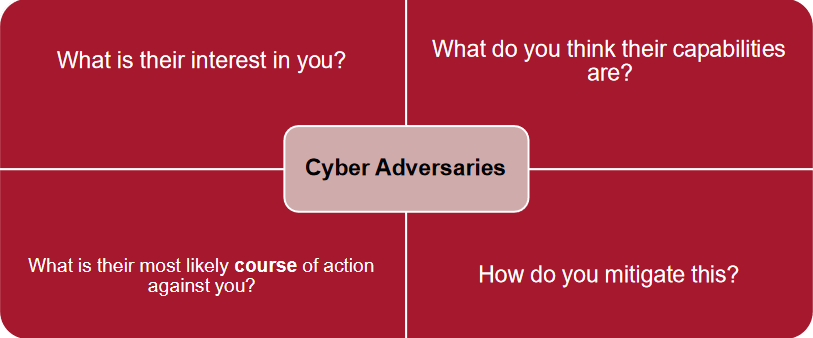 What is their interest in you?
What do you think their capabilities
are?
Cyber Adversaries
What is their most likely course of action
against you?
How do you mitigate this?